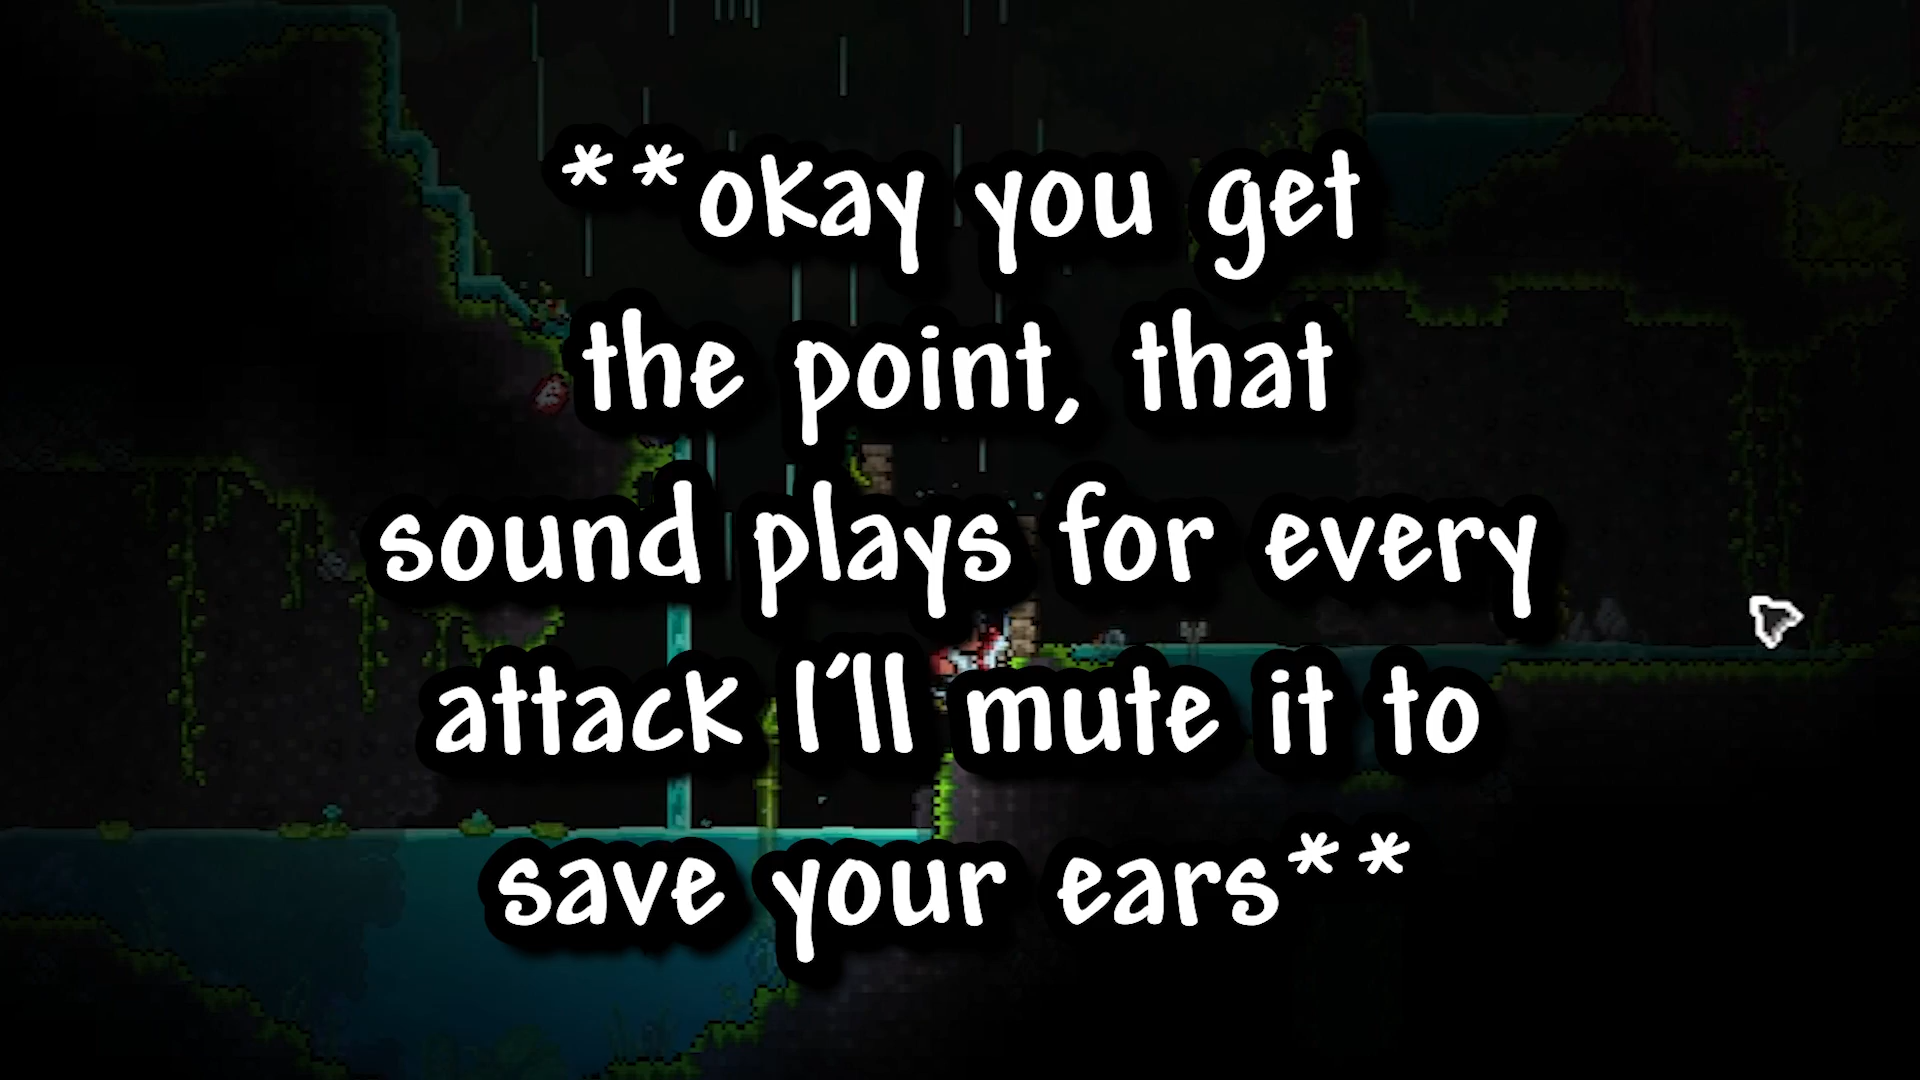 **okay you get
the point, that
sound plays for every
attack I'll mute it to
save your ears**